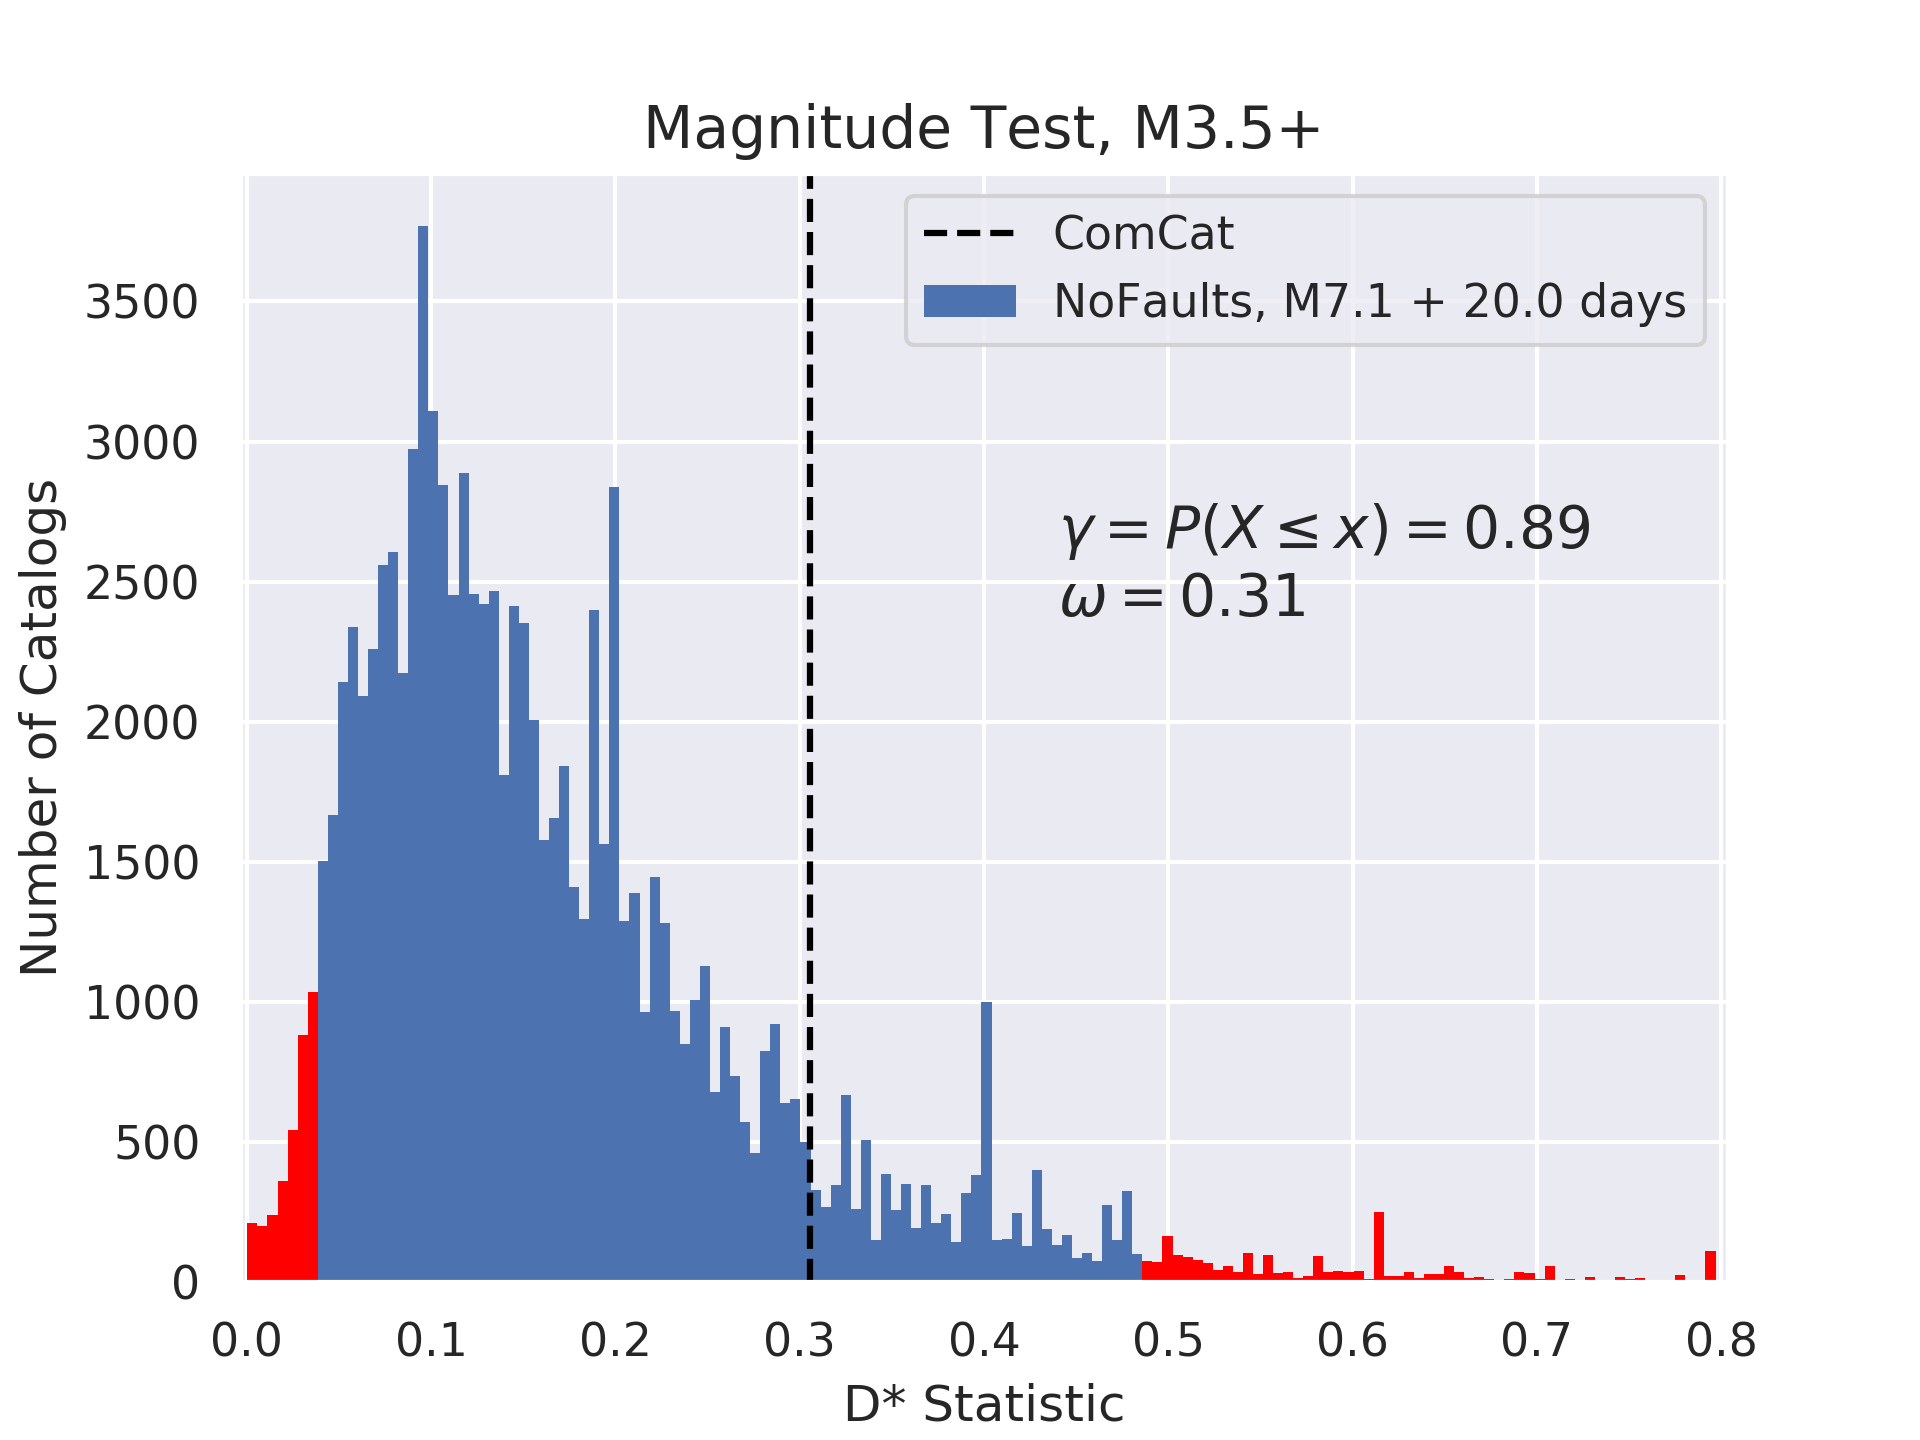 Magnitude Test, M3.5+
ComCat
NoFaults, M7.1 + 20.0 days
γ = P(X ≤ x) = 0.89
ω = 0.31
Number of Catalogs
3500
3000
2500
2000
1500
1000
500
0
0.0 0.1 0.2 0.3 0.4 0.5 0.6 0.7 0.8
D* Statistic